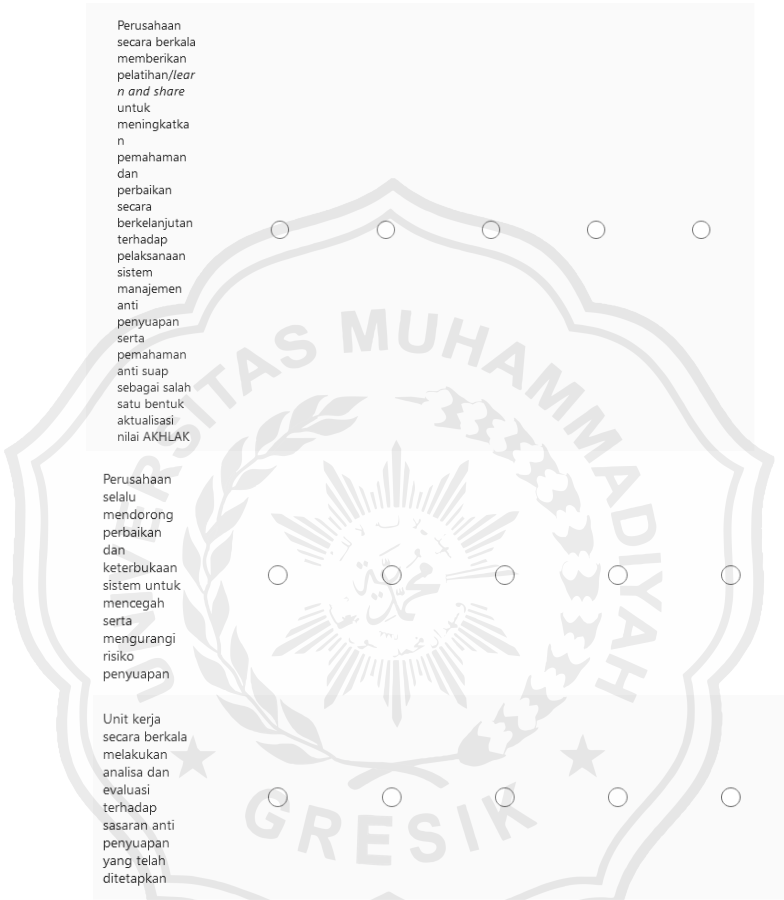 Perusahaan
secara berkala
memberikan
pelatihan/lear
n and share
untuk
meningkatka
n
pemahaman
dan
perbaikan
secara
berkelanjutan
terhadap
pelaksanaan
sistem
manajemen
anti
penyuapan
serta
pemahaman
anti suap
sebagai salah
satu bentuk
aktualisasi
nilai AKHLAK
Perusahaan
selalu
mendorong
perbaikan
dan
keterbukaan
sistem untuk
mencegah
serta
mengurangi
risiko
penyuapan
Unit kerja
secara berkala
melakukan
analisa dan
evaluasi
terhadap
sasaran anti
penyuapan
yang telah
ditetapkan
UNIVERSITAS MUHAMMADIYAH
GRESIK